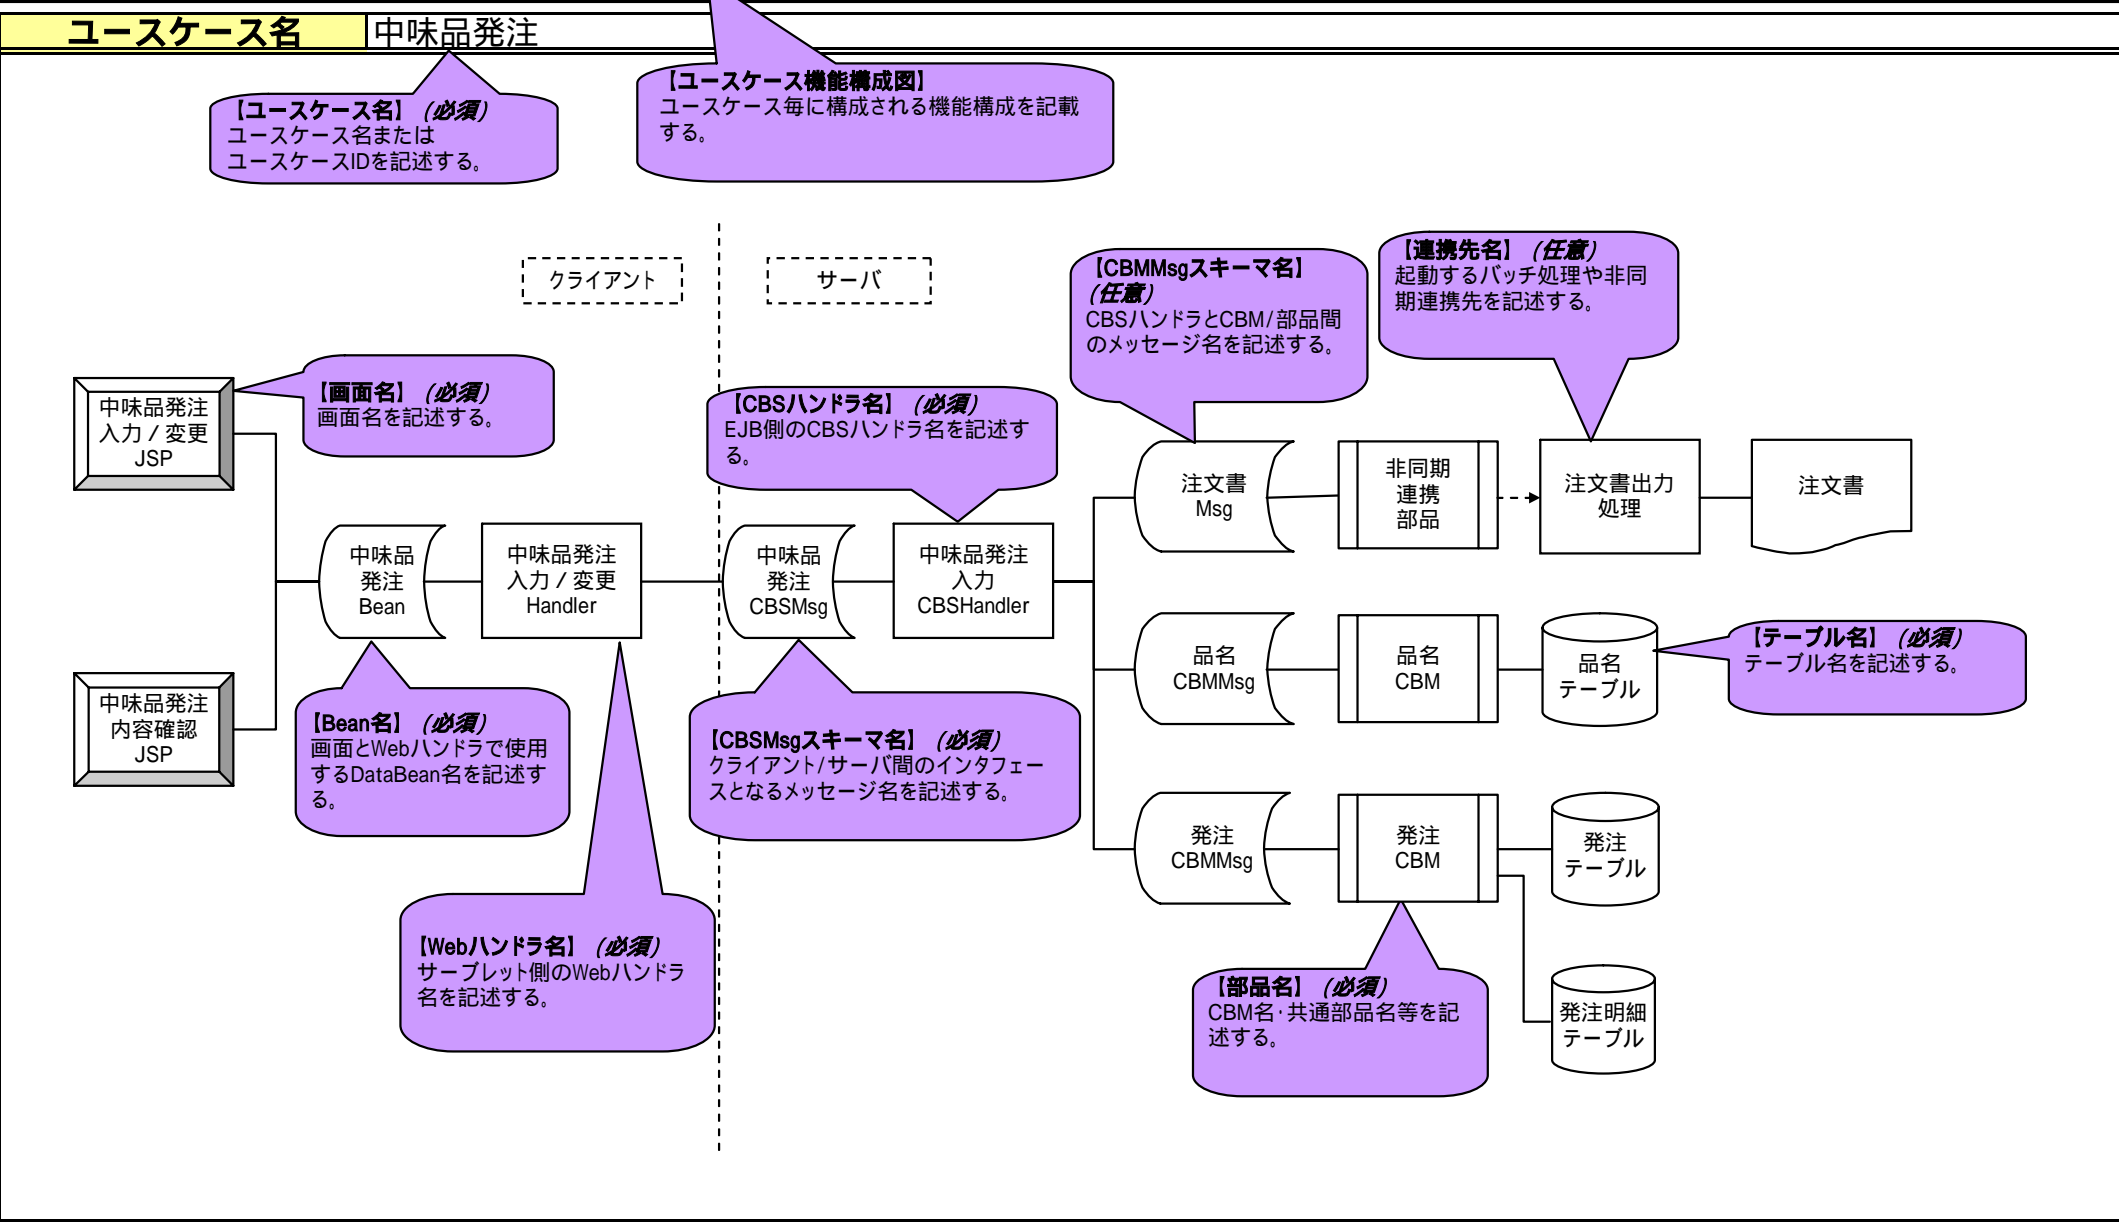 ユースケース名
中味品発注
【ユースケース機能構成図】
ユースケース毎に構成される機能構成を記載
する。
【ユースケース名】（必須）
ユースケース名または
ユースケースIDを記述する。
クライアント
サーバ
【CBMMsgスキーマ名】
（任意）
CBSハンドラとCBM/部品間
のメッセージ名を記述する。
【連携先名】（任意）
起動するバッチ処理や非同
期連携先を記述する。
【画面名】（必須）
画面名を記述する。
【CBSハンドラ名】（必須）
EJB側のCBSハンドラ名を記述す
る。
中味品発注
入力／変更
JSP
注文書
Msg
非同期
連携
部品
注文書出力
処理
注文書
中味品
発注
Bean
中味品発注
入力／変更
Handler
中味品
発注
CBSMsg
中味品発注
入力
CBSHandler
品名
CBMMsg
品名
CBM
品名
テーブル
【テーブル名】（必須）
テーブル名を記述する。
中味品発注
内容確認
JSP
【Bean名】（必須）
画面とWebハンドラで使用
するDataBean名を記述す
る。
【CBSMsgスキーマ名】（必須）
クライアント/サーバ間のインタフェー
スとなるメッセージ名を記述する。
発注
CBMMsg
発注
CBM
発注
テーブル
【Webハンドラ名】（必須）
サーブレット側のWebハンドラ
名を記述する。
【部品名】（必須）
CBM名･共通部品名等を記
述する。
発注明細
テーブル